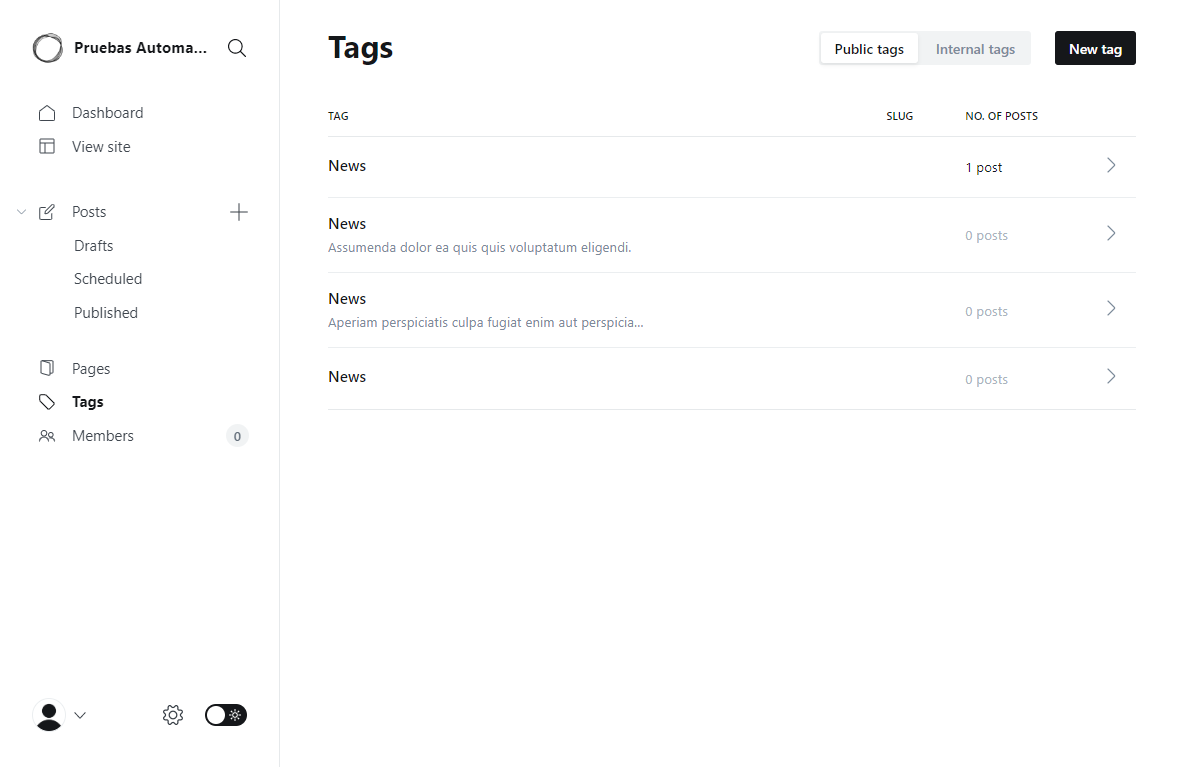 Pruebas Automa...
Dashboard
View site
Posts
Drafts
Scheduled
Published
Pages
Tags
Members 0
Tags
Public tags Internal tags New tag
TAG SLUG NO. OF POSTS
News 1 post
News
Assumenda dolor ea quis quis voluptatum eligendi.
0 posts
News
Aperiam perspiciatis culpa fugiat enim aut perspicia...
0 posts
News 0 posts